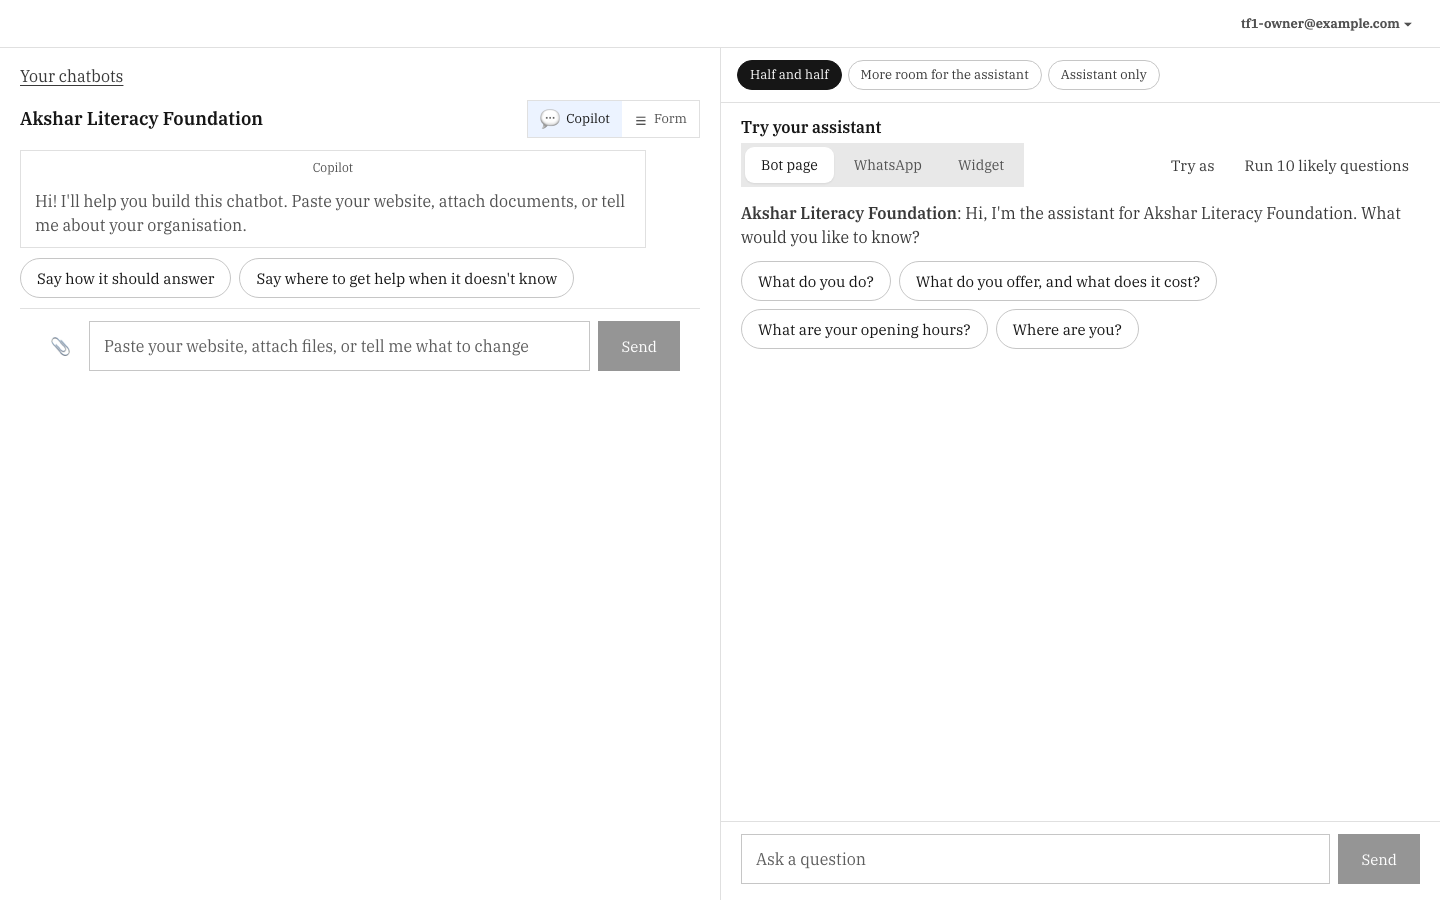 tf1-owner@example.com
Your chatbots
Akshar Literacy Foundation
Copilot
Form
Copilot
Hi! I'll help you build this chatbot. Paste your website, attach documents, or tell
me about your organisation.
Say how it should answer
Say where to get help when it doesn't know
Paste your website, attach files, or tell me what to change
Send
Half and half
More room for the assistant
Assistant only
Try your assistant
Bot page
WhatsApp
Widget
Try as
Run 10 likely questions
Akshar Literacy Foundation: Hi, I'm the assistant for Akshar Literacy Foundation. What
would you like to know?
What do you do?
What do you offer, and what does it cost?
What are your opening hours?
Where are you?
Ask a question
Send